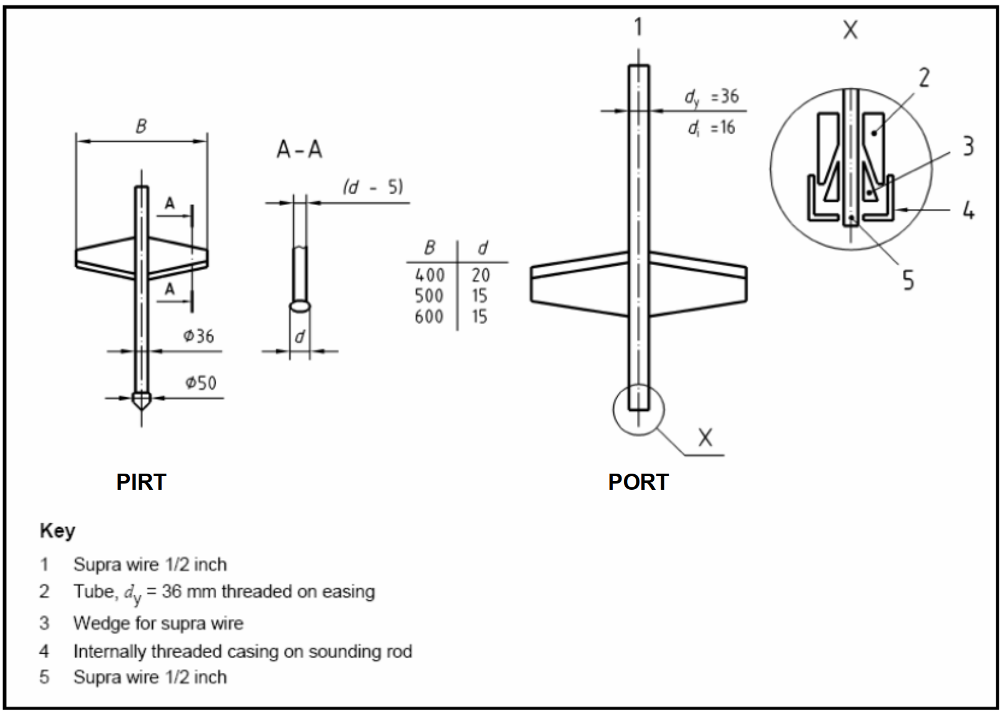 1
X
2
dy =36
di =16
B
3
A-A
(d - 5)
A
4
B d
400 20
500 15
600 15
5
A
Ø36
d
Ø50
X
PIRT
PORT
Key
1 Supra wire 1/2 inch
2 Tube, dy = 36 mm threaded on easing
3 Wedge for supra wire
4 Internally threaded casing on sounding rod
5 Supra wire 1/2 inch